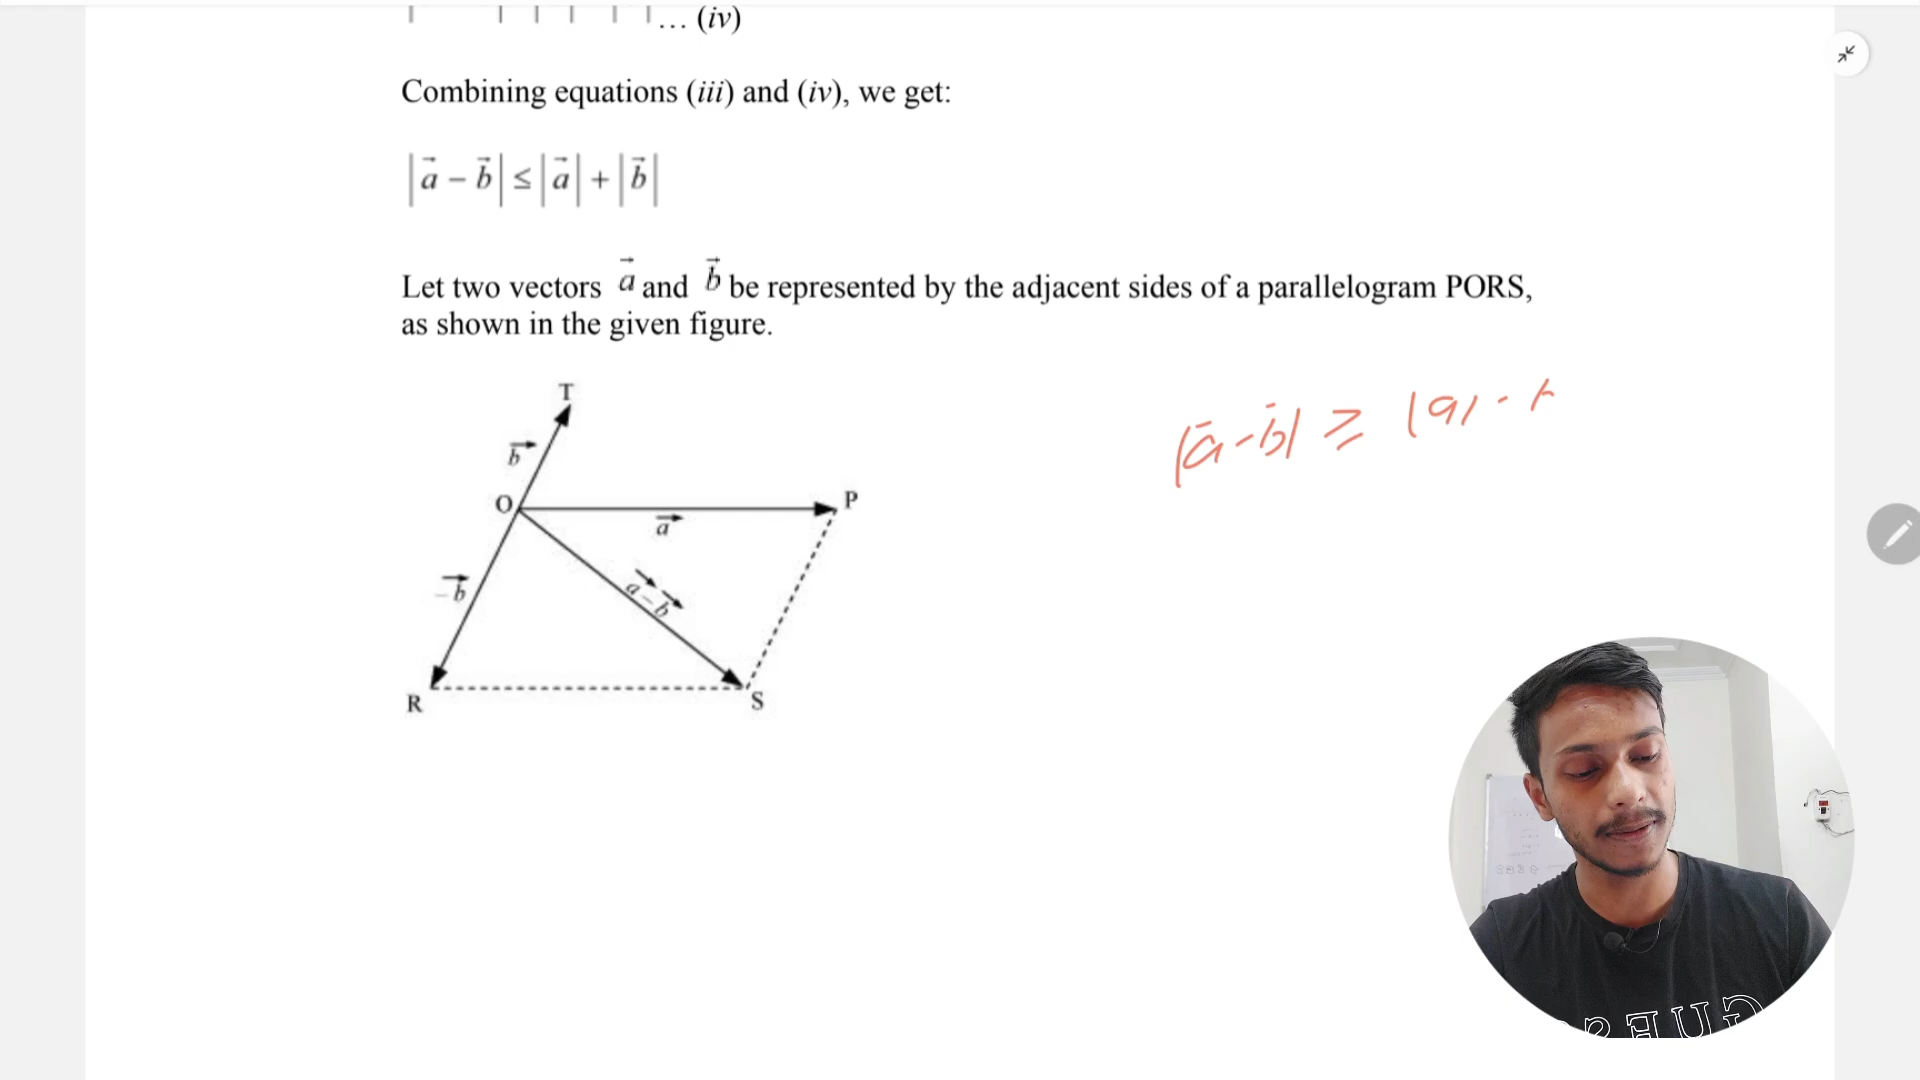 ... (iv)
Combining equations (iii) and (iv), we get:
|a⃗ − b⃗| ≤ |a⃗| + |b⃗|
Let two vectors a⃗ and b⃗ be represented by the adjacent sides of a parallelogram PORS,
as shown in the given figure.
|a̅ - b̅| ≥ |a| -
T
b⃗
O
P
a⃗
−b⃗
a⃗ − b⃗
R
S
GUES